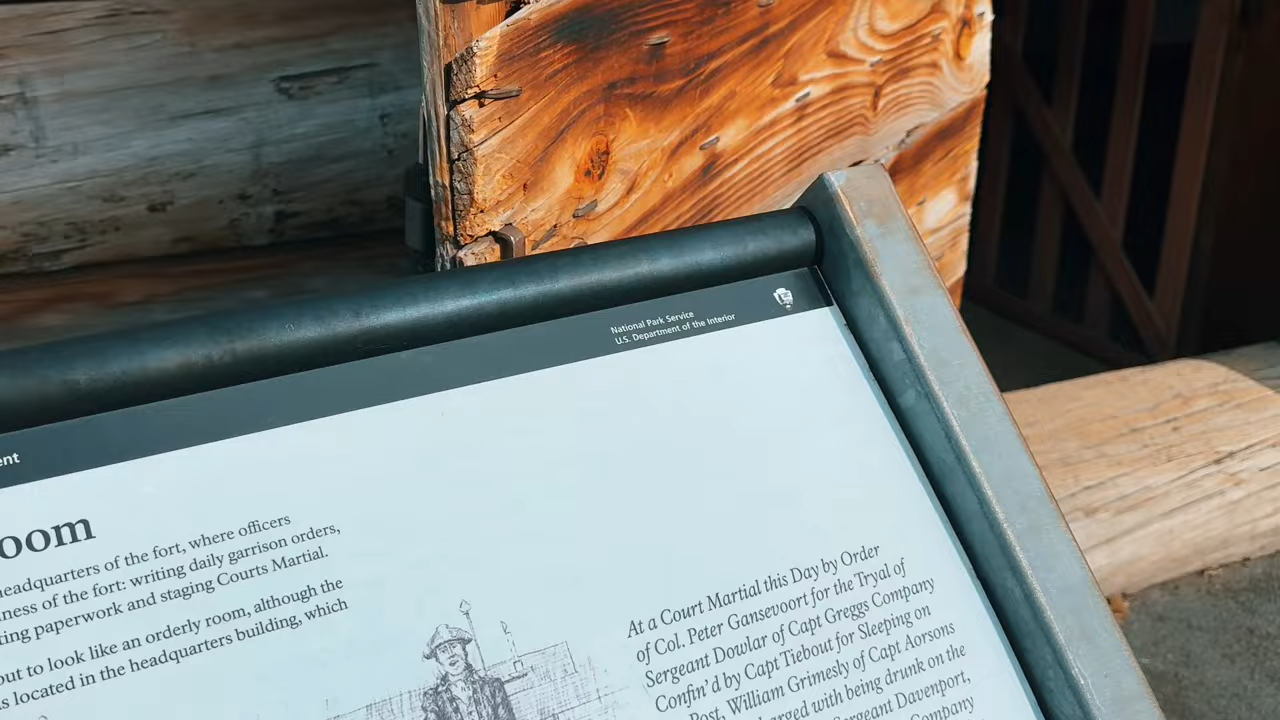 National Park Service
U.S. Department of the Interior
ent
oom
headquarters of the fort, where officers
ness of the fort: writing daily garrison orders,
ting paperwork and staging Courts Martial.
out to look like an orderly room, although the
s located in the headquarters building, which
At a Court Martial this Day by Order
of Col. Peter Gansevoort for the Tryal of
Sergeant Dowlar of Capt Greggs Company
Confin'd by Capt Tiebout for Sleeping on
Post, William Grimesly of Capt Aorsons
charged with being drunk on the
Sergeant Davenport,
Company